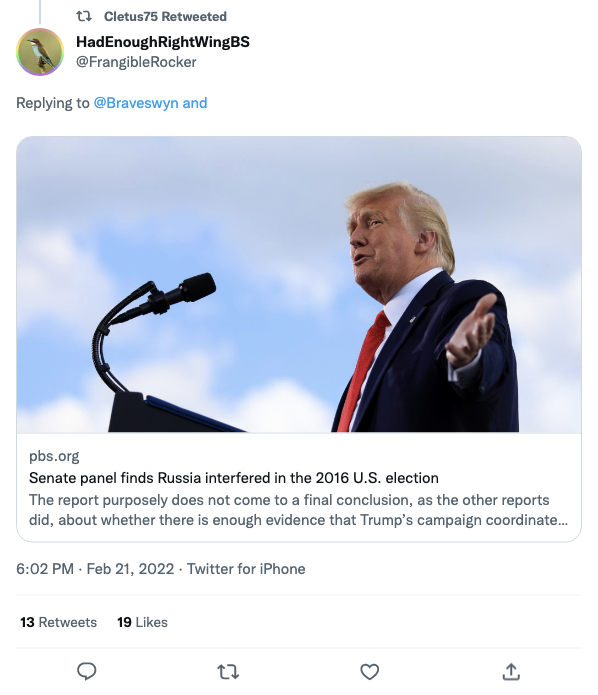 Cletus75 Retweeted
HadEnoughRightWingBS
@FrangibleRocker
Replying to @Braveswyn and
pbs.org
Senate panel finds Russia interfered in the 2016 U.S. election
The report purposely does not come to a final conclusion, as the other reports
did, about whether there is enough evidence that Trump’s campaign coordinate…
6:02 PM · Feb 21, 2022 · Twitter for iPhone
13 Retweets 19 Likes